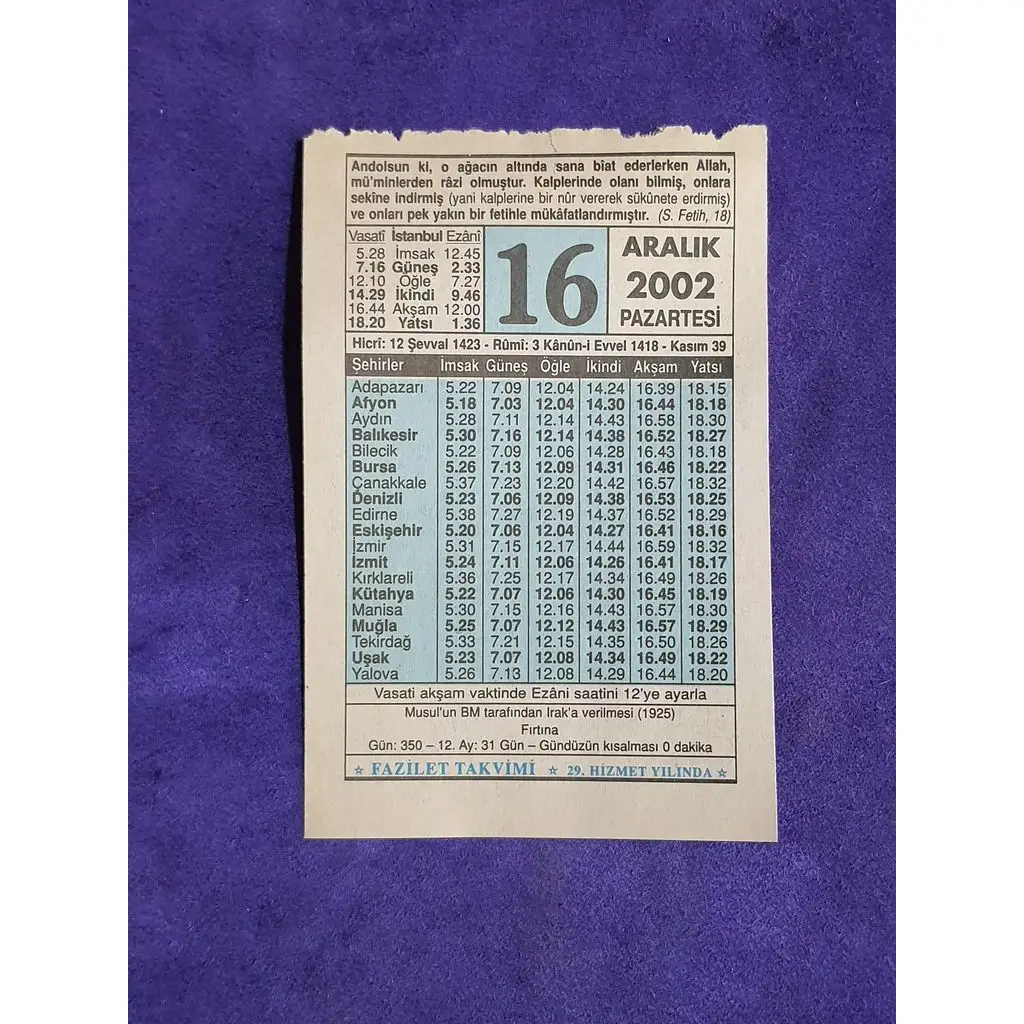 Andolsun ki, o ağacın altında sana bîat ederlerken Allah,
mü'minlerden râzi olmuştur. Kalplerinde olanı bilmiş, onlara
sekîne indirmiş (yani kalplerine bir nûr vererek sükûnete erdirmiş)
ve onları pek yakın bir fetihle mükâfatlandırmıştır. (S. Fetih, 18)
Vasatî İstanbul Ezânî
5.28 İmsak 12.45
7.16 Güneş 2.33
12.10 Öğle 7.27
14.29 İkindi 9.46
16.44 Akşam 12.00
18.20 Yatsı 1.36
16
ARALIK
2002
PAZARTESİ
Hicrî: 12 Şevval 1423 - Rûmî: 3 Kânûn-i Evvel 1418 - Kasım 39
Şehirler İmsak Güneş Öğle İkindi Akşam Yatsı
Adapazarı 5.22 7.09 12.04 14.24 16.39 18.15
Afyon 5.18 7.03 12.04 14.30 16.44 18.18
Aydın 5.28 7.11 12.14 14.43 16.58 18.30
Balıkesir 5.30 7.16 12.14 14.38 16.52 18.27
Bilecik 5.22 7.09 12.06 14.28 16.43 18.18
Bursa 5.26 7.13 12.09 14.31 16.46 18.22
Çanakkale 5.37 7.23 12.20 14.42 16.57 18.32
Denizli 5.23 7.06 12.09 14.38 16.53 18.25
Edirne 5.38 7.27 12.19 14.37 16.52 18.29
Eskişehir 5.20 7.06 12.04 14.27 16.41 18.16
İzmir 5.31 7.15 12.17 14.44 16.59 18.32
İzmit 5.24 7.11 12.06 14.26 16.41 18.17
Kırklareli 5.36 7.25 12.17 14.34 16.49 18.26
Kütahya 5.22 7.07 12.06 14.30 16.45 18.19
Manisa 5.30 7.15 12.16 14.43 16.57 18.30
Muğla 5.25 7.07 12.12 14.43 16.57 18.29
Tekirdağ 5.33 7.21 12.15 14.35 16.50 18.26
Uşak 5.23 7.07 12.08 14.34 16.49 18.22
Yalova 5.26 7.13 12.08 14.29 16.44 18.20
Vasati akşam vaktinde Ezâni saatini 12'ye ayarla
Musul'un BM tarafından Irak'a verilmesi (1925)
Fırtına
Gün: 350 – 12. Ay: 31 Gün – Gündüzün kısalması 0 dakika
☆ FAZİLET TAKVİMİ ☆ 29. HİZMET YILINDA ☆